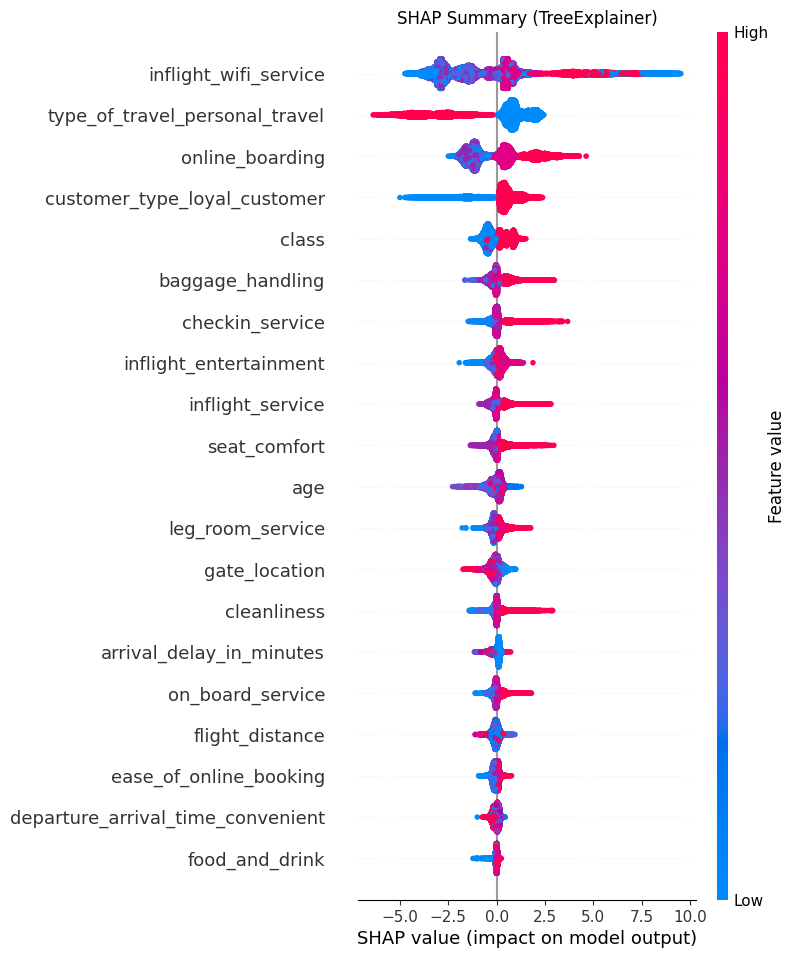 SHAP Summary (TreeExplainer)
High
inflight_wifi_service
type_of_travel_personal_travel
online_boarding
customer_type_loyal_customer
class
baggage_handling
checkin_service
inflight_entertainment
inflight_service
seat_comfort
age
leg_room_service
gate_location
cleanliness
arrival_delay_in_minutes
on_board_service
flight_distance
ease_of_online_booking
departure_arrival_time_convenient
food_and_drink
Feature value
Low
−5.0 −2.5 0.0 2.5 5.0 7.5 10.0
SHAP value (impact on model output)